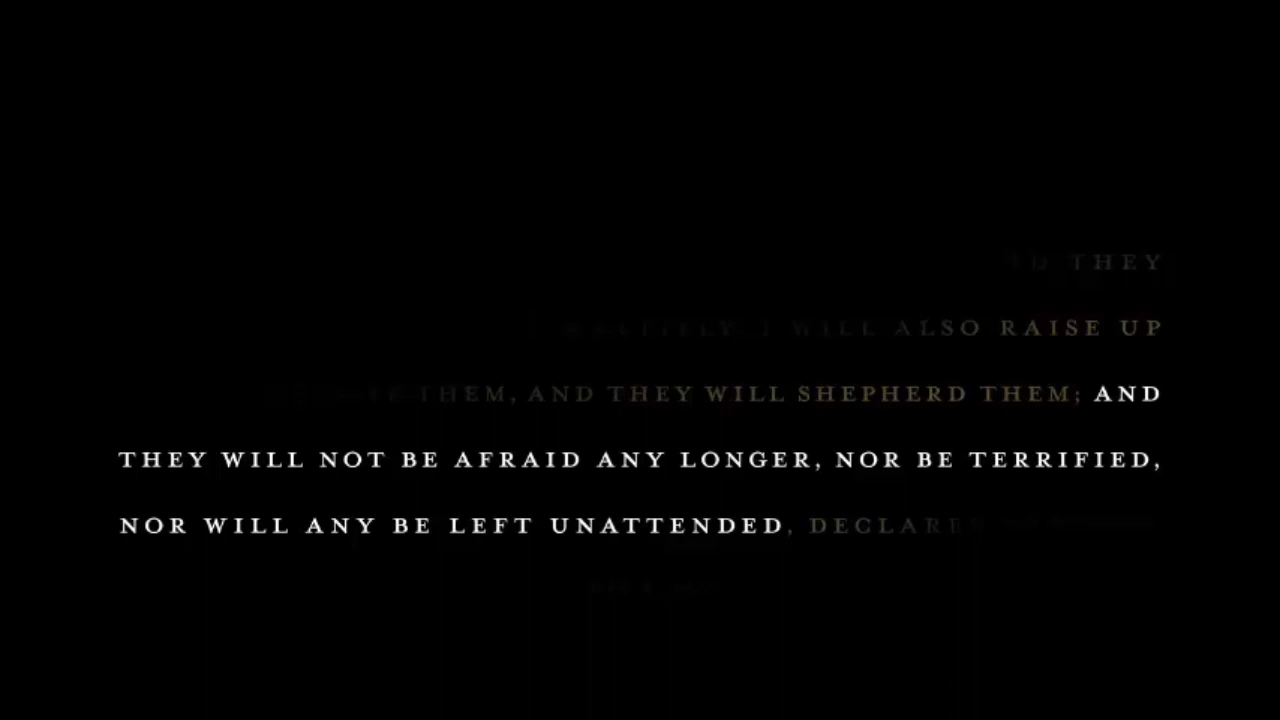 THEY
WILL ALSO RAISE UP
THEM, AND THEY WILL SHEPHERD THEM; AND
THEY WILL NOT BE AFRAID ANY LONGER, NOR BE TERRIFIED,
NOR WILL ANY BE LEFT UNATTENDED,